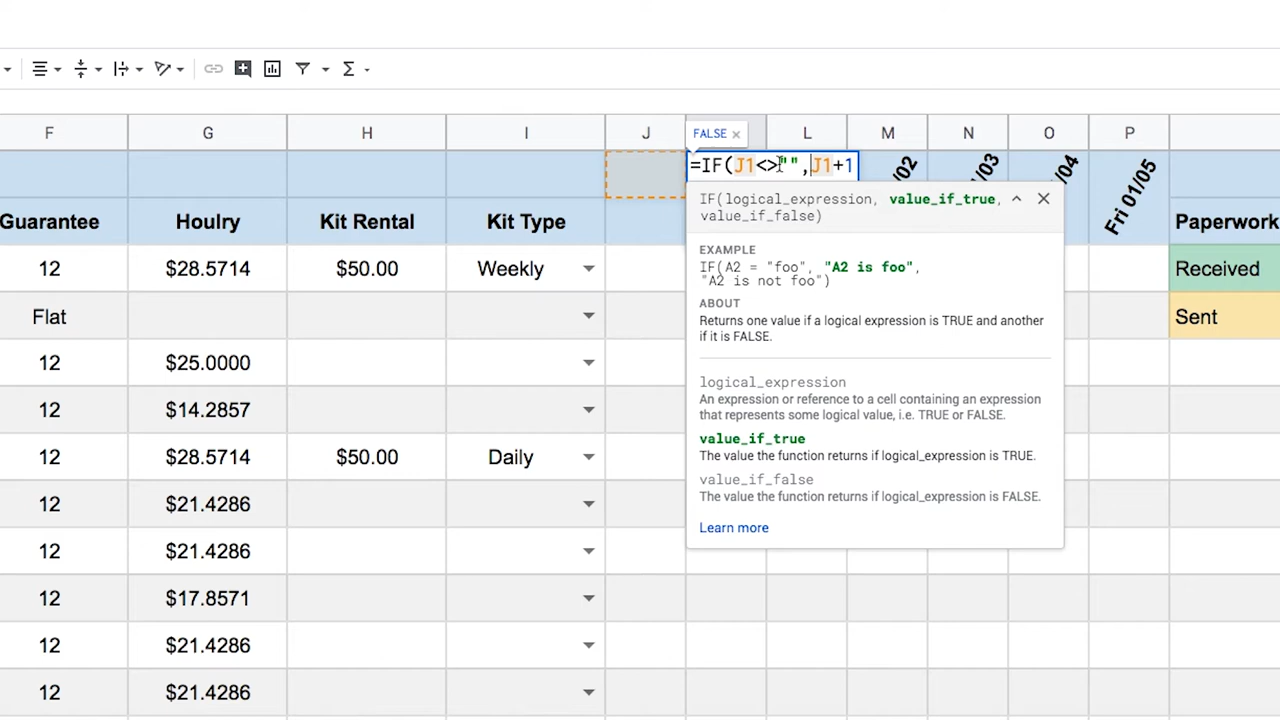 F G H I J FALSE × L M N O P
=IF(J1<>"",J1+1
/02 /03 /04 Fri 01/05
Guarantee Houlry Kit Rental Kit Type Paperwork
IF(logical_expression, value_if_true,
value_if_false)
12 $28.5714 $50.00 Weekly Received
EXAMPLE
IF(A2 = "foo", "A2 is foo",
"A2 is not foo")
ABOUT
Flat Sent
Returns one value if a logical expression is TRUE and another
if it is FALSE.
12 $25.0000
logical_expression
An expression or reference to a cell containing an expression
that represents some logical value, i.e. TRUE or FALSE.
12 $14.2857
value_if_true
The value the function returns if logical_expression is TRUE.
12 $28.5714 $50.00 Daily
value_if_false
The value the function returns if logical_expression is FALSE.
12 $21.4286
Learn more
12 $21.4286
12 $17.8571
12 $21.4286
12 $21.4286